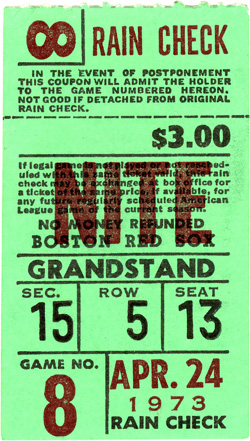 8 RAIN CHECK
IN THE EVENT OF POSTPONEMENT
THIS COUPON WILL ADMIT THE HOLDER
TO THE GAME NUMBERED HEREON.
NOT GOOD IF DETACHED FROM ORIGINAL
RAIN CHECK.
$3.00
If legal game is not played or not resched-
uled with this same ticket valid, this rain
check may be exchanged at box office for
a ticket of the same price, if available, for
any future regularly scheduled American
League game of the current season.
NITE
NO MONEY REFUNDED
BOSTON RED SOX
GRANDSTAND
SEC. ROW SEAT
15 5 13
GAME NO.
8
APR. 24
1973
RAIN CHECK